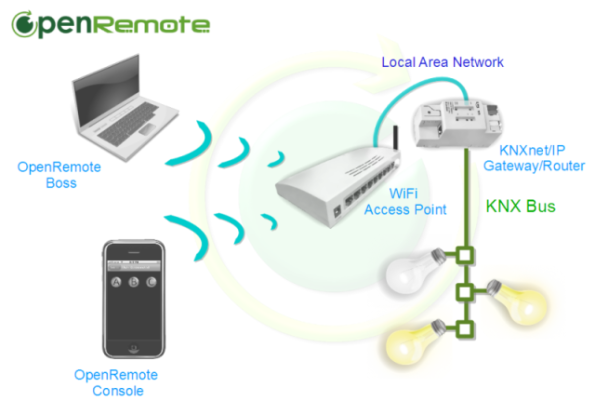 OpenRemote
Local Area Network
OpenRemote
Boss
KNXnet/IP
Gateway/Router
WiFi
Access Point
KNX Bus
A B C
OpenRemote
Console